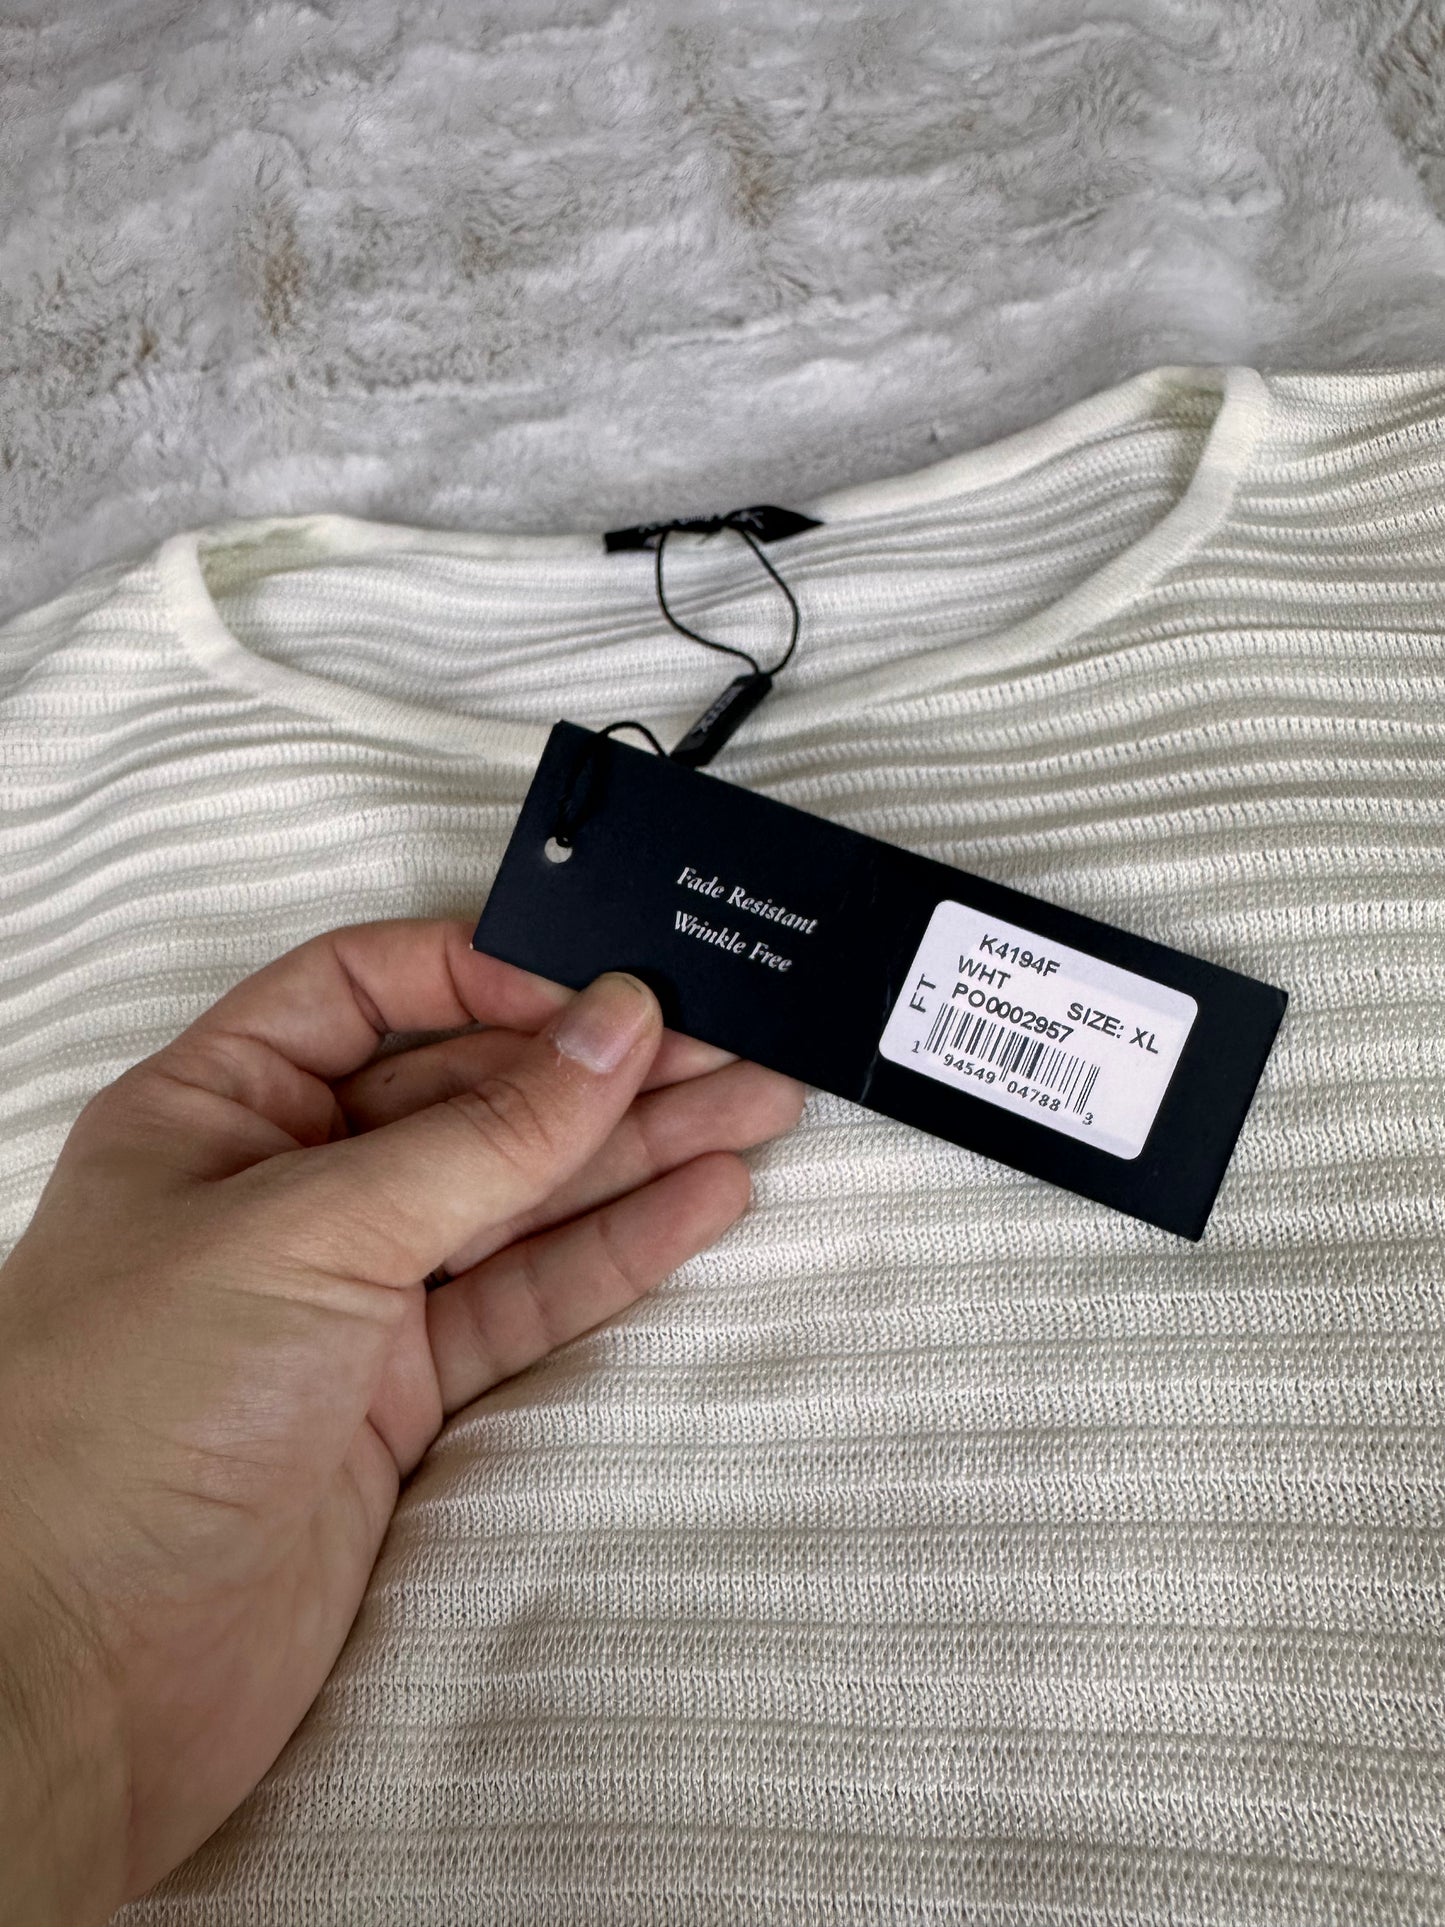 Fade Resistant
Wrinkle Free
K4194F
WHT SIZE: XL
PO0002957
FT
1 94549 04788 3